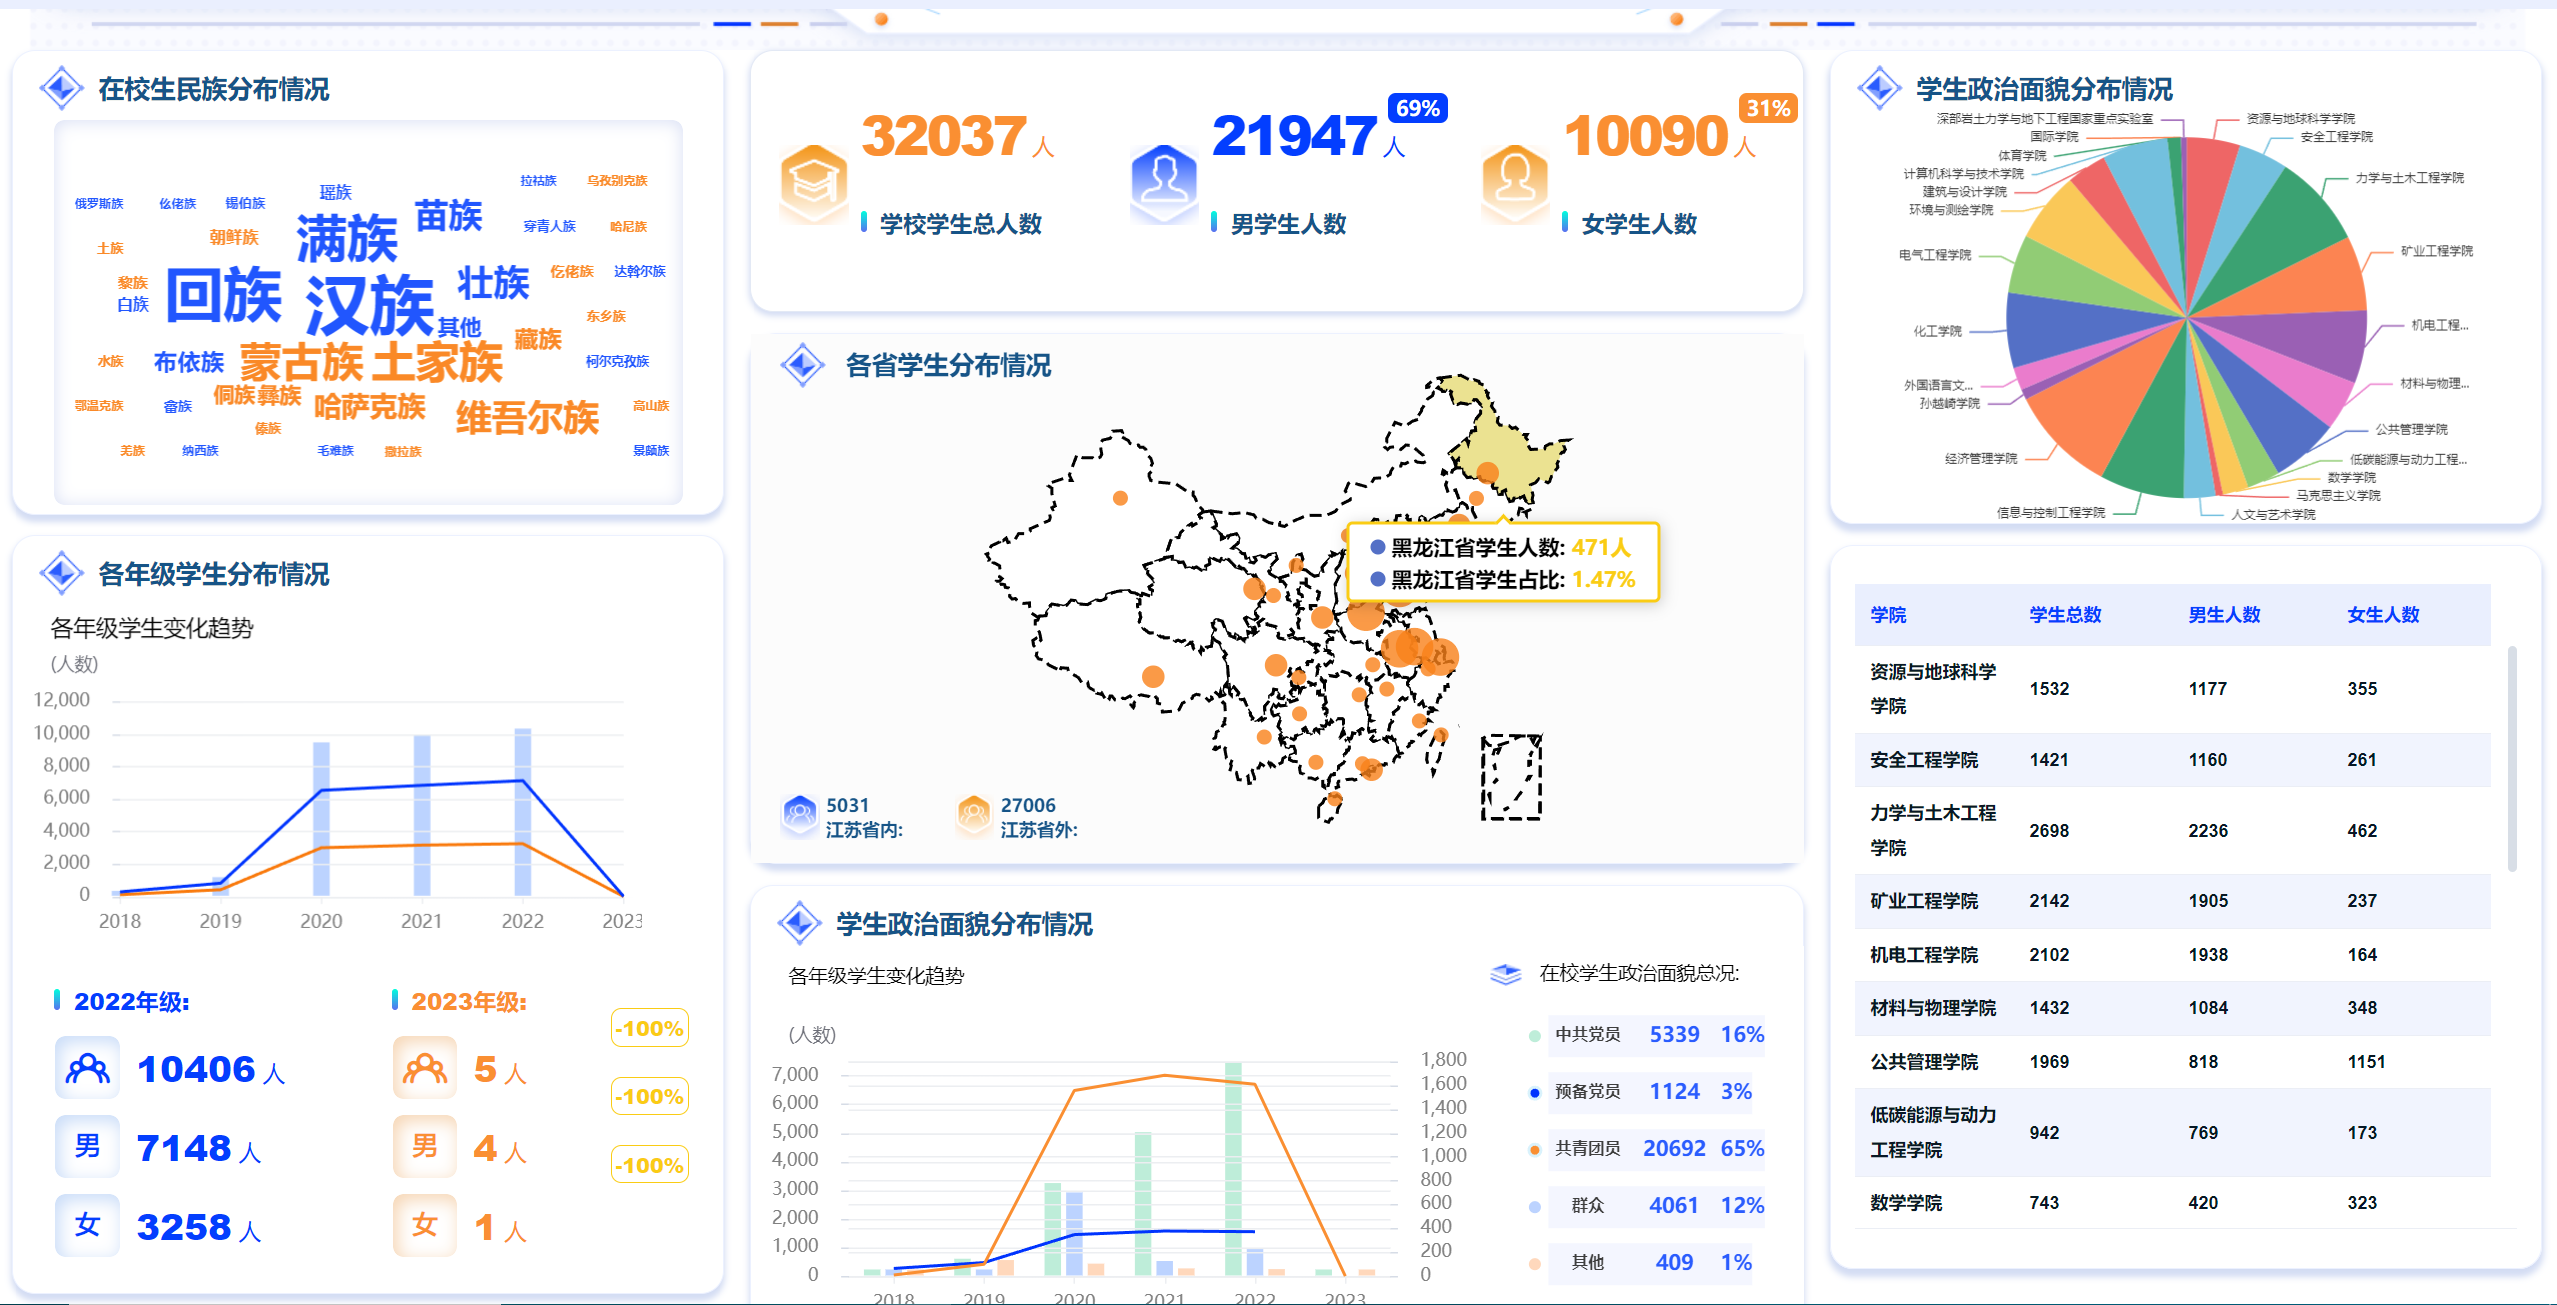 在校生民族分布情况
拉祜族
乌孜别克族
瑶族
俄罗斯族
仫佬族
锡伯族
满族
苗族
穿青人族
哈尼族
朝鲜族
土族
回族
汉族
壮族
仡佬族
达斡尔族
黎族
白族
其他
东乡族
藏族
水族
布依族
蒙古族
土家族
柯尔克孜族
侗族
彝族
鄂温克族
畲族
哈萨克族
维吾尔族
高山族
傣族
羌族
纳西族
毛难族
撒拉族
景颇族
各年级学生分布情况
各年级学生变化趋势
(人数)
12,000
10,000
8,000
6,000
4,000
2,000
0
2018 2019 2020 2021 2022 2023
2022年级:
10406 人
男 7148 人
女 3258 人
2023年级:
5 人
男 4 人
女 1 人
-100%
-100%
-100%
32037 人
学校学生总人数
69%
21947 人
男学生人数
31%
10090 人
女学生人数
各省学生分布情况
黑龙江省学生人数: 471人
黑龙江省学生占比: 1.47%
5031
江苏省内:
27006
江苏省外:
学生政治面貌分布情况
各年级学生变化趋势
(人数)
7,000
6,000
5,000
4,000
3,000
2,000
1,000
0
1,800
1,600
1,400
1,200
1,000
800
600
400
200
0
2018 2019 2020 2021 2022 2023
在校学生政治面貌总况:
中共党员 5339 16%
预备党员 1124 3%
共青团员 20692 65%
群众 4061 12%
其他 409 1%
学生政治面貌分布情况
深部岩土力学与地下工程国家重点实验室
国际学院
体育学院
计算机科学与技术学院
建筑与设计学院
环境与测绘学院
电气工程学院
化工学院
外国语言文...
孙越崎学院
经济管理学院
信息与控制工程学院
资源与地球科学学院
安全工程学院
力学与土木工程学院
矿业工程学院
机电工程...
材料与物理...
公共管理学院
低碳能源与动力工程...
数学学院
马克思主义学院
人文与艺术学院
学院 学生总数 男生人数 女生人数
资源与地球科学
学院 1532 1177 355
安全工程学院 1421 1160 261
力学与土木工程
学院 2698 2236 462
矿业工程学院 2142 1905 237
机电工程学院 2102 1938 164
材料与物理学院 1432 1084 348
公共管理学院 1969 818 1151
低碳能源与动力
工程学院 942 769 173
数学学院 743 420 323